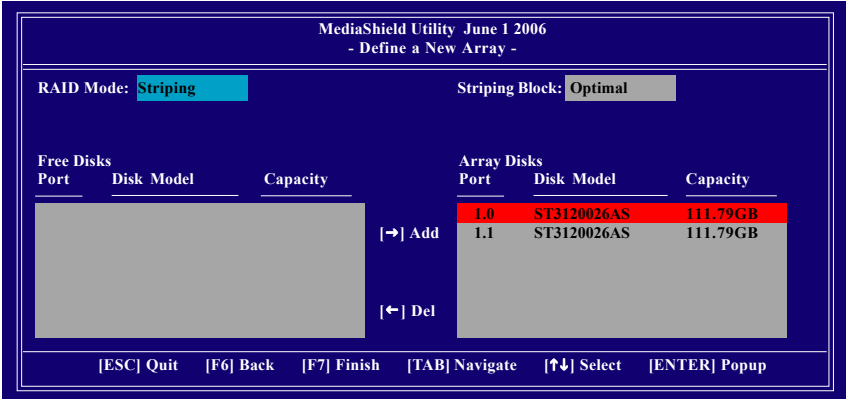 MediaShield Utility June 1 2006
- Define a New Array -
RAID Mode: Striping Striping Block: Optimal
Free Disks Array Disks
Port Disk Model Capacity Port Disk Model Capacity
1.0 ST3120026AS 111.79GB
[→] Add 1.1 ST3120026AS 111.79GB
[←] Del
[ESC] Quit [F6] Back [F7] Finish [TAB] Navigate [↑↓] Select [ENTER] Popup